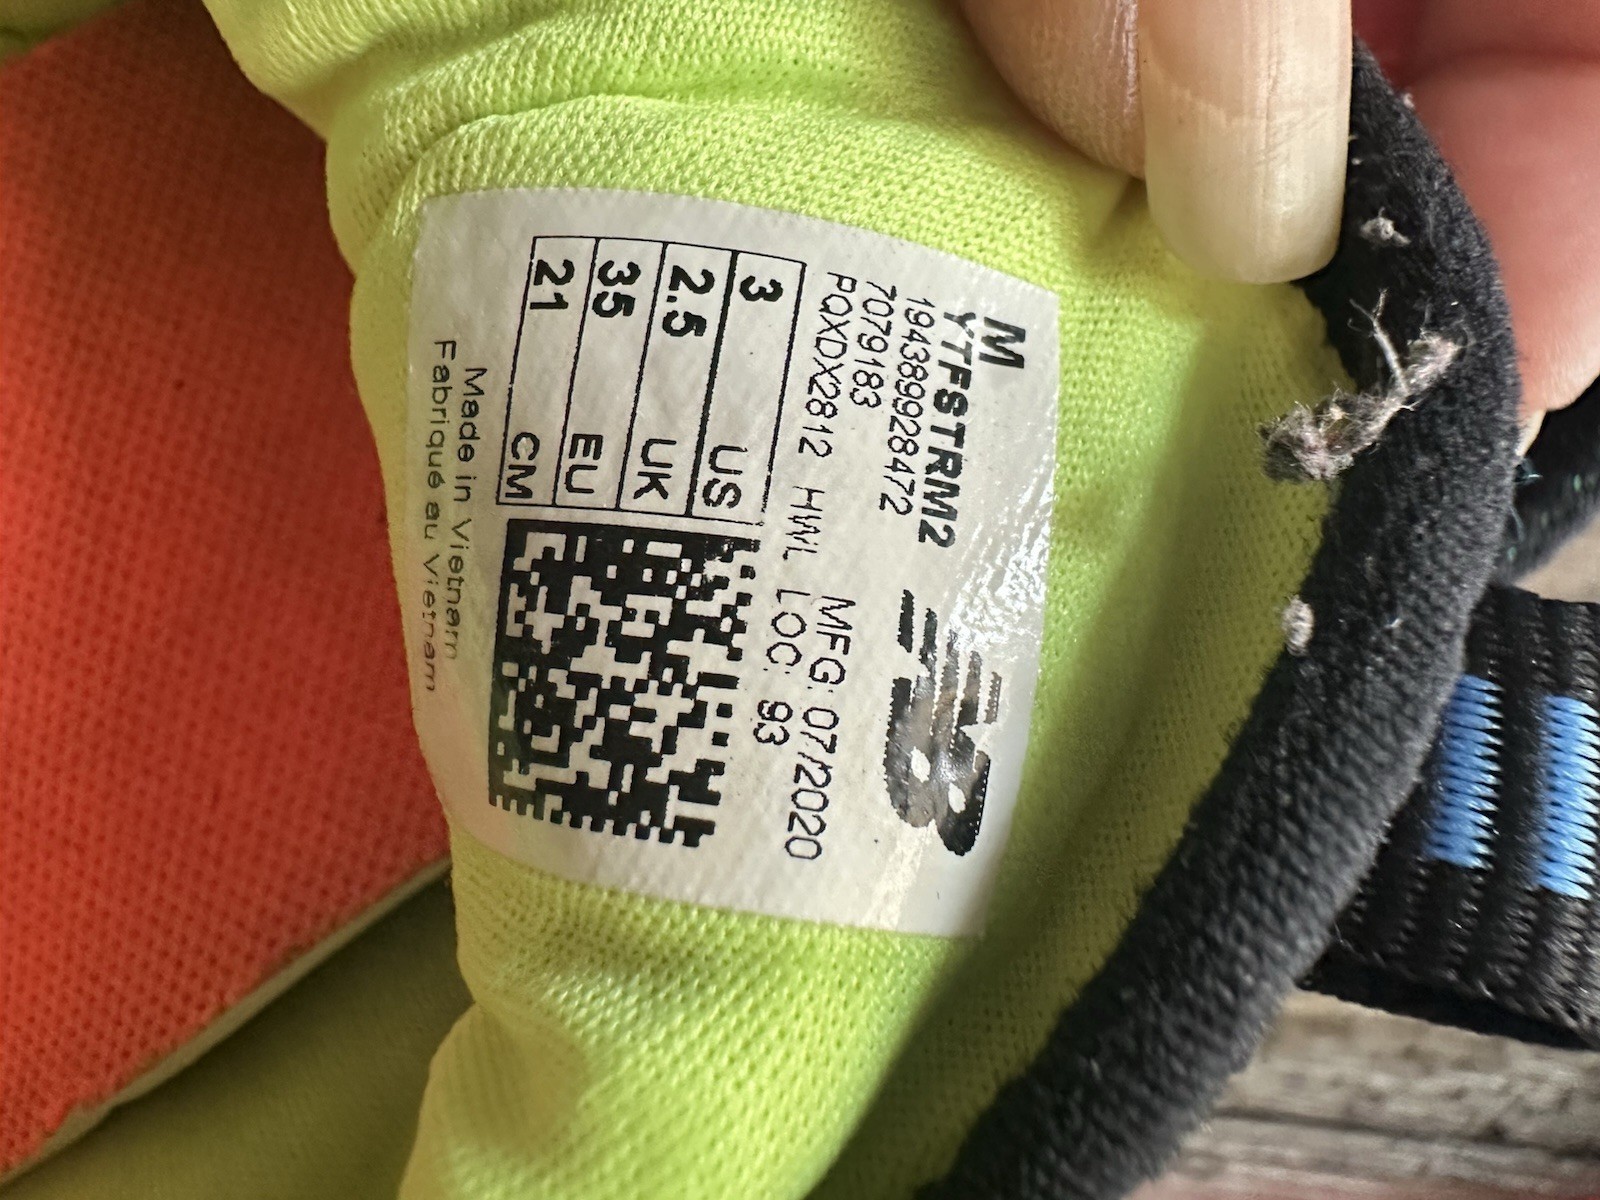 M
YTFSTRM2
194389928472
7079183
PQXDX2812 HWL
MFG: 07/2020
LOC: 93
3 US
2.5 UK
35 EU
21 CM
Made in Vietnam
Fabriqué au Vietnam
NB